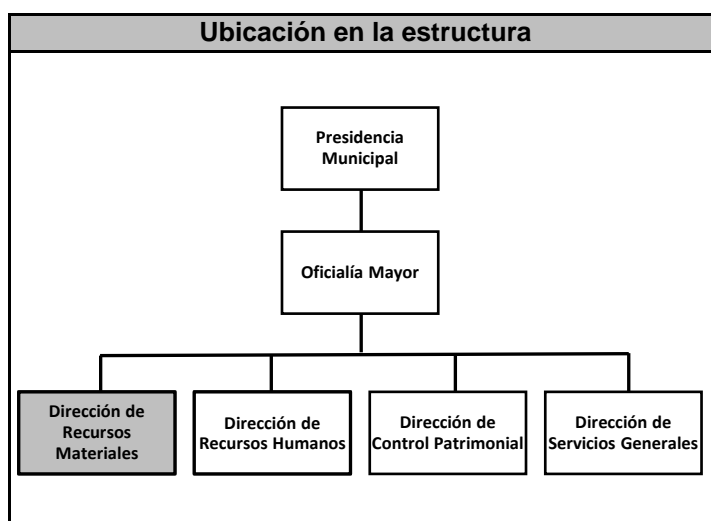 Ubicación en la estructura
Presidencia
Municipal
Oficialía Mayor
Dirección de
Recursos
Materiales
Dirección de
Recursos Humanos
Dirección de
Control Patrimonial
Dirección de
Servicios Generales